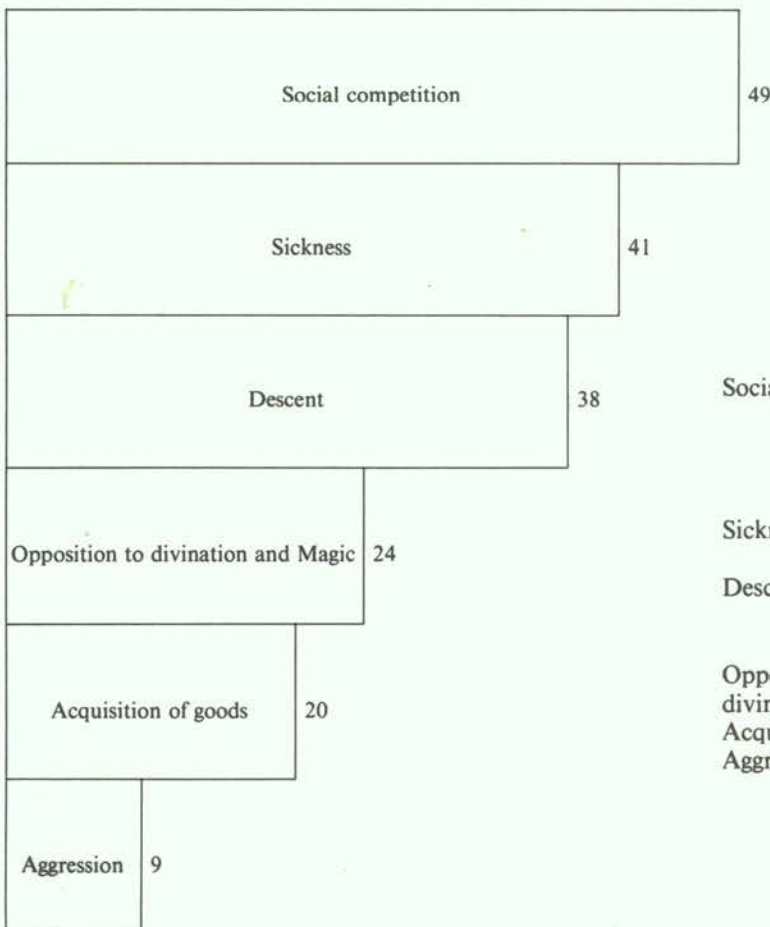 Social competition 49
Sickness 41
Descent 38
Opposition to divination and Magic 24
Acquisition of goods 20
Aggression 9